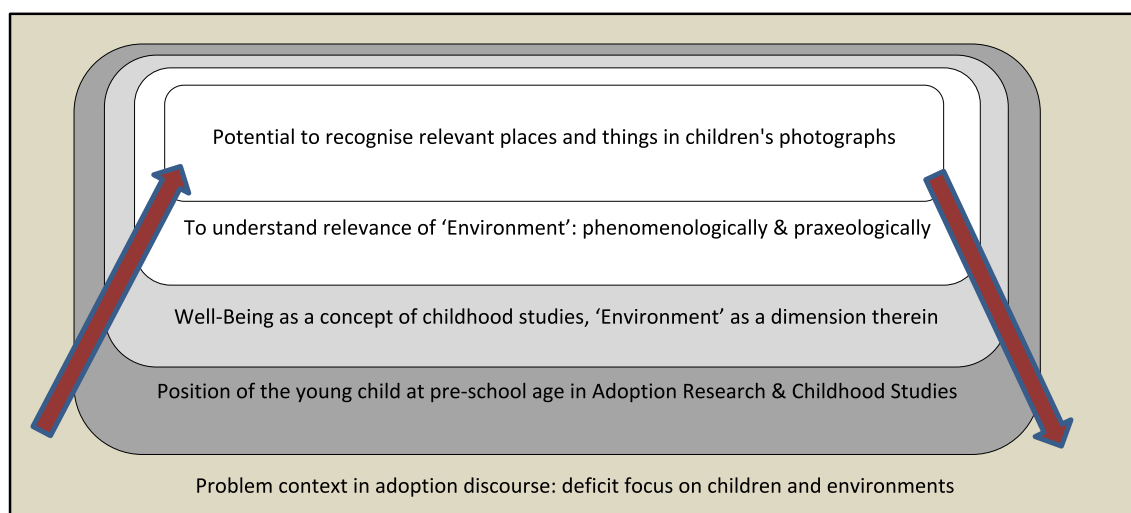 Potential to recognise relevant places and things in children's photographs
To understand relevance of ‘Environment’: phenomenologically & praxeologically
Well-Being as a concept of childhood studies, ‘Environment’ as a dimension therein
Position of the young child at pre-school age in Adoption Research & Childhood Studies
Problem context in adoption discourse: deficit focus on children and environments